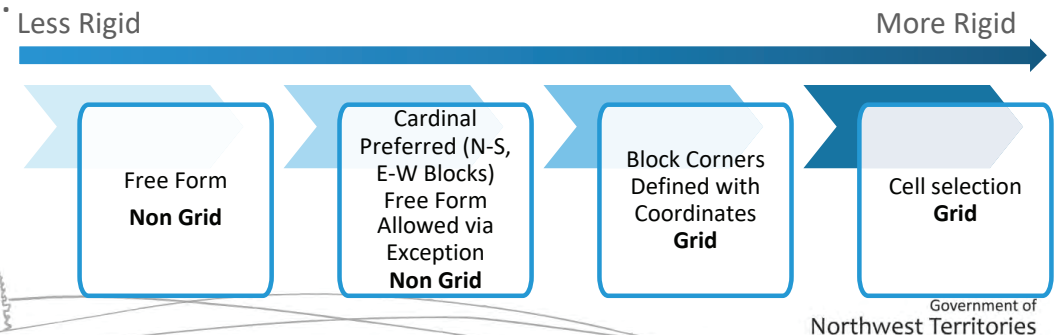 Less Rigid
More Rigid
Free Form
Non Grid
Cardinal
Preferred (N-S,
E-W Blocks)
Free Form
Allowed via
Exception
Non Grid
Block Corners
Defined with
Coordinates
Grid
Cell selection
Grid
Government of
Northwest Territories